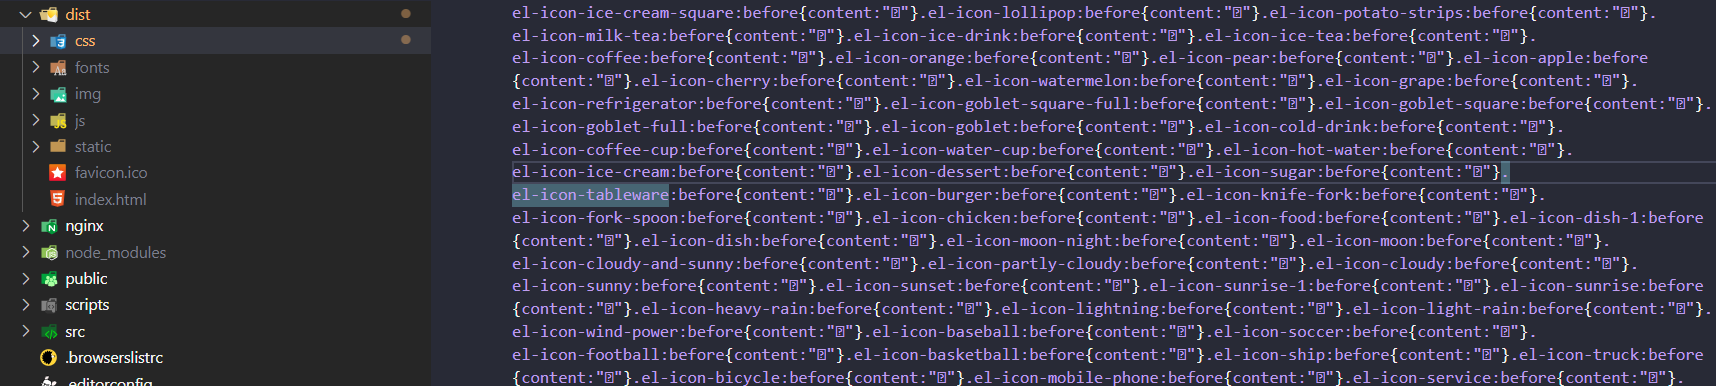 dist
css
fonts
img
js
static
favicon.ico
index.html
nginx
node_modules
public
scripts
src
.browserslistrc
.editorconfig
el-icon-ice-cream-square:before{content:""}.el-icon-lollipop:before{content:""}.el-icon-potato-strips:before{content:""}.
el-icon-milk-tea:before{content:""}.el-icon-ice-drink:before{content:""}.el-icon-ice-tea:before{content:""}.
el-icon-coffee:before{content:""}.el-icon-orange:before{content:""}.el-icon-pear:before{content:""}.el-icon-apple:before
{content:""}.el-icon-cherry:before{content:""}.el-icon-watermelon:before{content:""}.el-icon-grape:before{content:""}.
el-icon-refrigerator:before{content:""}.el-icon-goblet-square-full:before{content:""}.el-icon-goblet-square:before{content:""}.
el-icon-goblet-full:before{content:""}.el-icon-goblet:before{content:""}.el-icon-cold-drink:before{content:""}.
el-icon-coffee-cup:before{content:""}.el-icon-water-cup:before{content:""}.el-icon-hot-water:before{content:""}.
el-icon-ice-cream:before{content:""}.el-icon-dessert:before{content:""}.el-icon-sugar:before{content:""}.
el-icon-tableware:before{content:""}.el-icon-burger:before{content:""}.el-icon-knife-fork:before{content:""}.
el-icon-fork-spoon:before{content:""}.el-icon-chicken:before{content:""}.el-icon-food:before{content:""}.el-icon-dish-1:before
{content:""}.el-icon-dish:before{content:""}.el-icon-moon-night:before{content:""}.el-icon-moon:before{content:""}.
el-icon-cloudy-and-sunny:before{content:""}.el-icon-partly-cloudy:before{content:""}.el-icon-cloudy:before{content:""}.
el-icon-sunny:before{content:""}.el-icon-sunset:before{content:""}.el-icon-sunrise-1:before{content:""}.el-icon-sunrise:before
{content:""}.el-icon-heavy-rain:before{content:""}.el-icon-lightning:before{content:""}.el-icon-light-rain:before{content:""}.
el-icon-wind-power:before{content:""}.el-icon-baseball:before{content:""}.el-icon-soccer:before{content:""}.
el-icon-football:before{content:""}.el-icon-basketball:before{content:""}.el-icon-ship:before{content:""}.el-icon-truck:before
{content:""}.el-icon-bicycle:before{content:""}.el-icon-mobile-phone:before{content:""}.el-icon-service:before{content:""}.